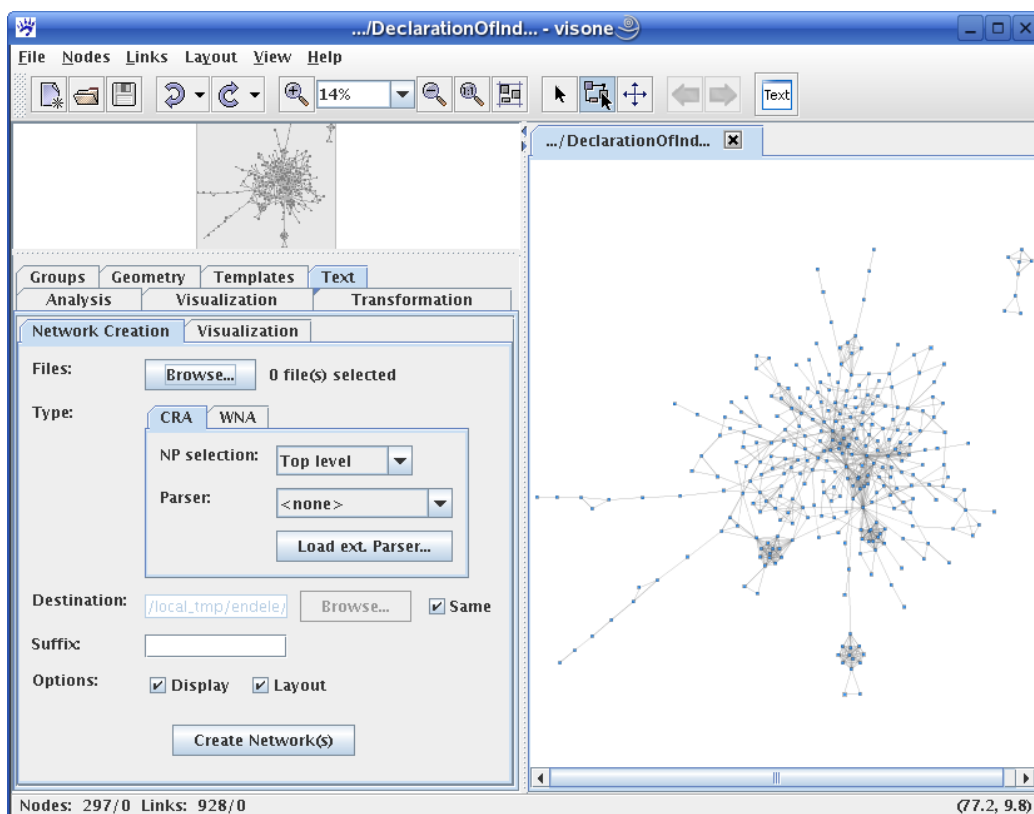 .../DeclarationOfInd... - visone
File Nodes Links Layout View Help
14% 1:1 Text
.../DeclarationOfInd...
Groups Geometry Templates Text
Analysis Visualization Transformation
Network Creation Visualization
Files: Browse... 0 file(s) selected
Type: CRA WNA
NP selection: Top level
Parser: <none>
Load ext. Parser...
Destination: /local_tmp/endele/ Browse... Same
Suffix:
Options: Display Layout
Create Network(s)
Nodes: 297/0 Links: 928/0 (77.2, 9.8)